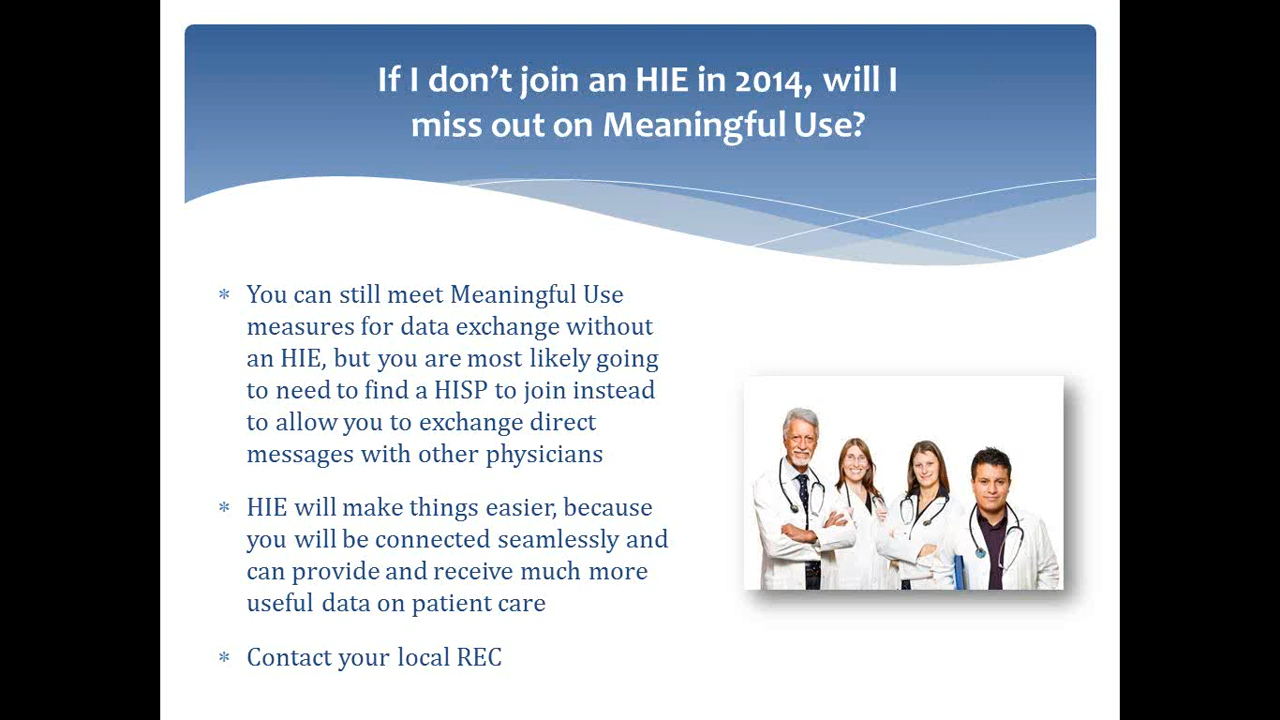 If I don’t join an HIE in 2014, will I
miss out on Meaningful Use?
* You can still meet Meaningful Use
measures for data exchange without
an HIE, but you are most likely going
to need to find a HISP to join instead
to allow you to exchange direct
messages with other physicians
* HIE will make things easier, because
you will be connected seamlessly and
can provide and receive much more
useful data on patient care
* Contact your local REC